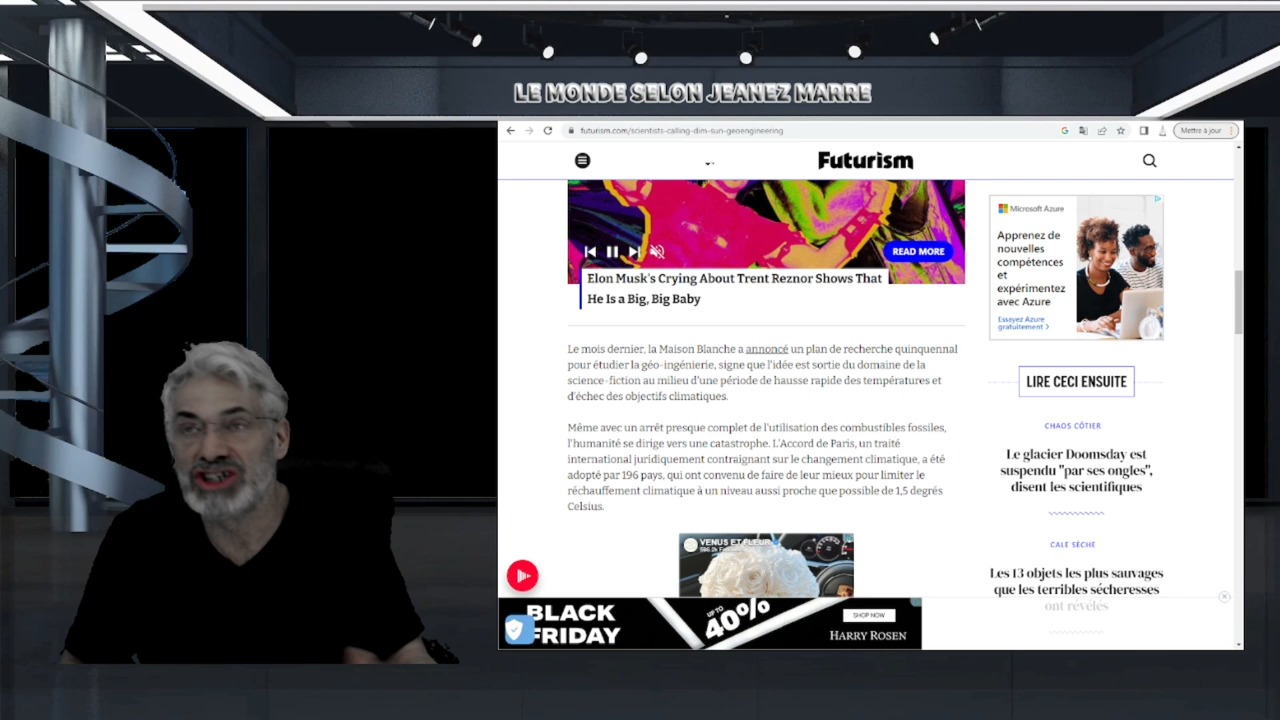 LE MONDE SELON JEANEZ MARRE
futurism.com/scientists-calling-dim-sun-geoengineering
Mettre à jour
Futurism
READ MORE
Elon Musk's Crying About Trent Reznor Shows That
He Is a Big, Big Baby
Le mois dernier, la Maison Blanche a annoncé un plan de recherche quinquennal
pour étudier la géo-ingénierie, signe que l'idée est sortie du domaine de la
science-fiction au milieu d'une période de hausse rapide des températures et
d'échec des objectifs climatiques.
Même avec un arrêt presque complet de l'utilisation des combustibles fossiles,
l'humanité se dirige vers une catastrophe. L'Accord de Paris, un traité
international juridiquement contraignant sur le changement climatique, a été
adopté par 196 pays, qui ont convenu de faire de leur mieux pour limiter le
réchauffement climatique à un niveau aussi proche que possible de 1,5 degrés
Celsius.
VENUS ET FLEUR
BLACK
FRIDAY
UP TO
40%
SHOP NOW
HARRY ROSEN
Microsoft Azure
Apprenez de
nouvelles
compétences
et
expérimentez
avec Azure
Essayez Azure
gratuitement >
LIRE CECI ENSUITE
CHAOS CÔTIER
Le glacier Doomsday est
suspendu "par ses ongles",
disent les scientifiques
CALE SÈCHE
Les 13 objets les plus sauvages
que les terribles sécheresses
ont révélés